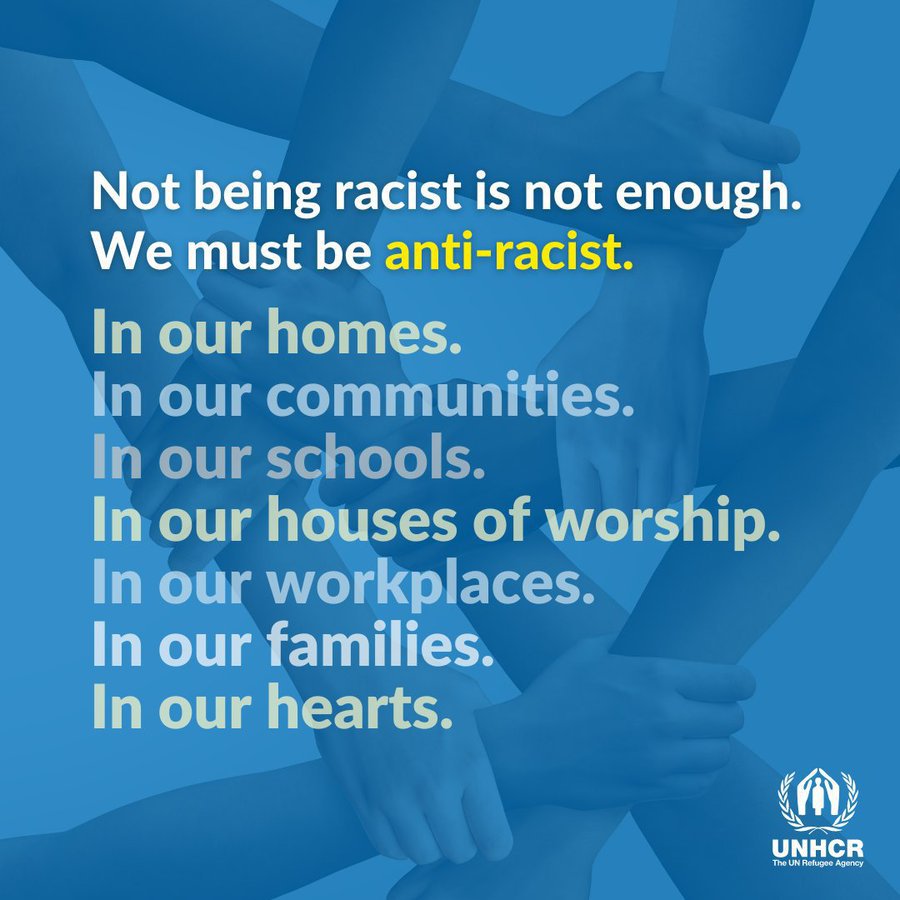 Not being racist is not enough.
We must be anti-racist.
In our homes.
In our communities.
In our schools.
In our houses of worship.
In our workplaces.
In our families.
In our hearts.
UNHCR
The UN Refugee Agency